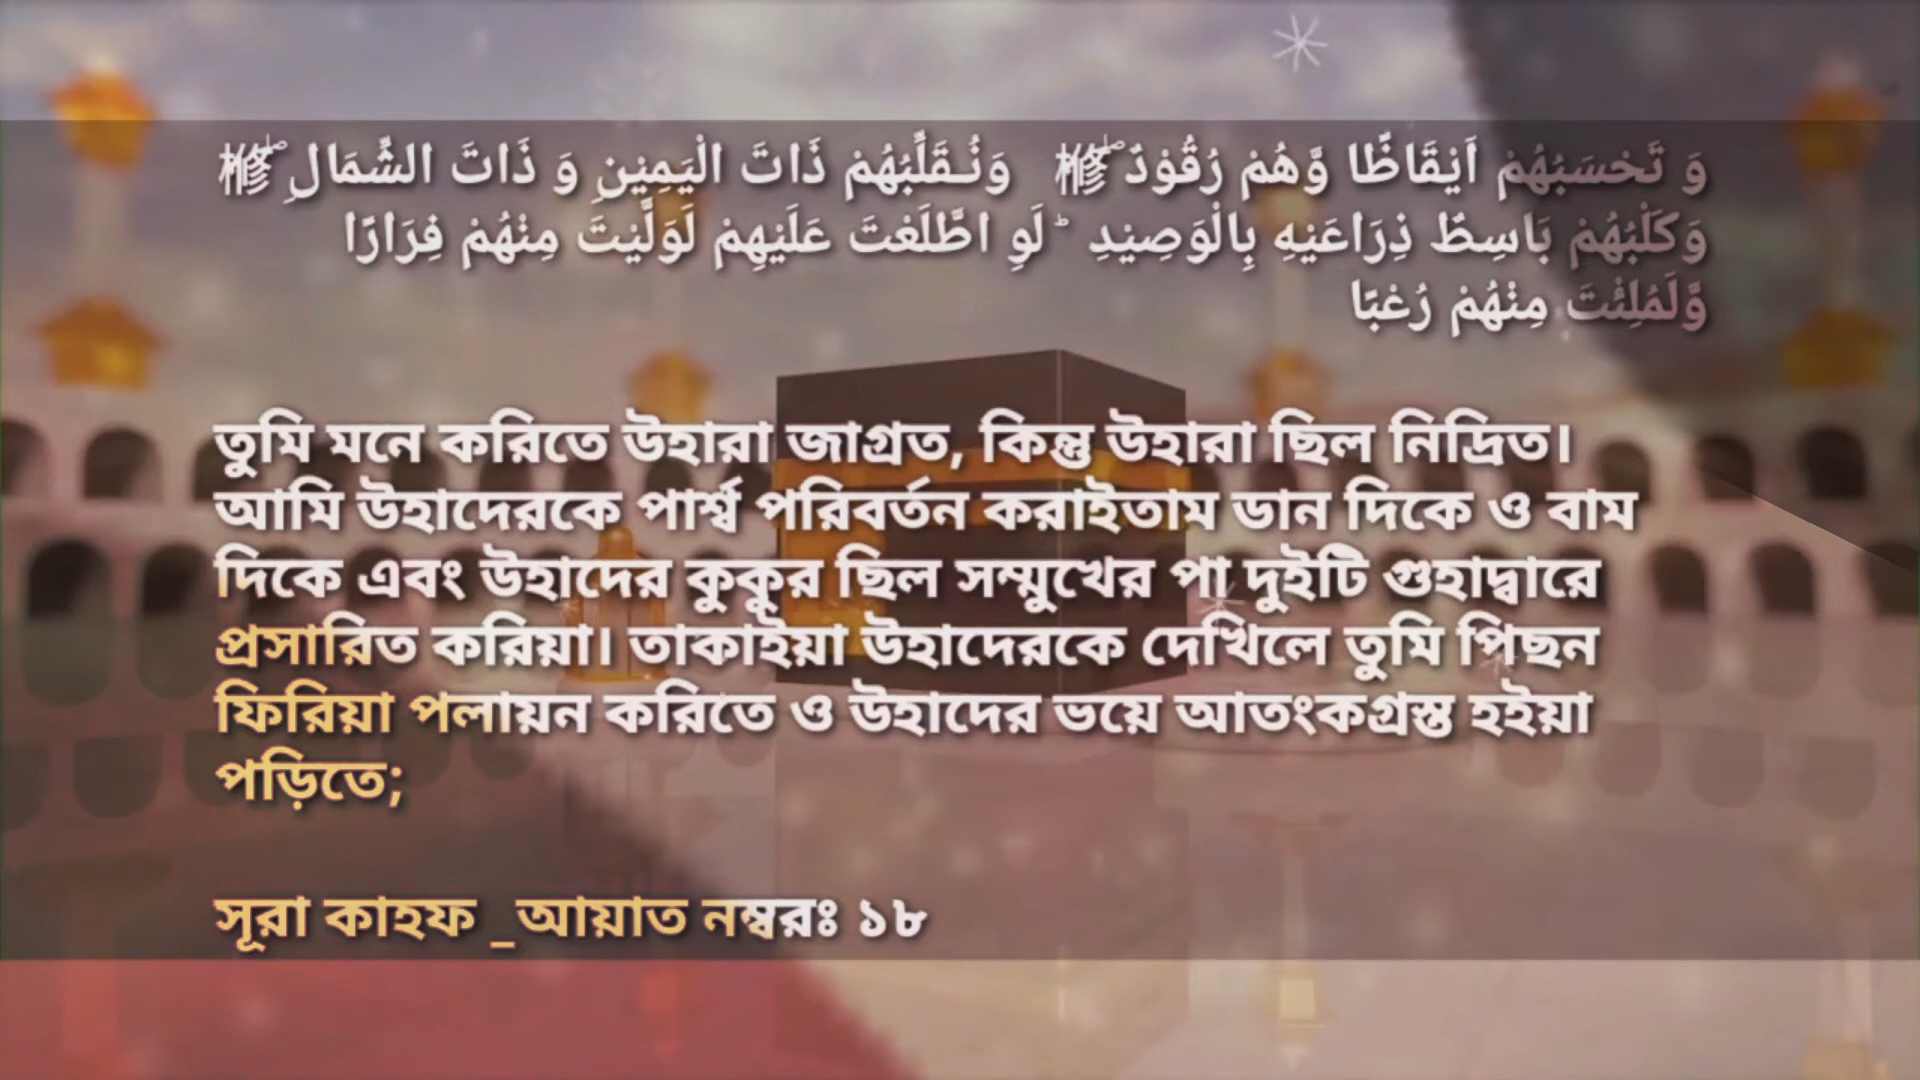 وَ تَحْسَبُهُمْ اَيْقَاظًا وَّهُمْ رُقُوْدٌ ۖ وَنُـقَلِّبُهُمْ ذَاتَ الْيَمِيْنِ وَ ذَاتَ الشِّمَالِ ۖ
وَكَلْبُهُمْ بَاسِطٌ ذِرَاعَيْهِ بِالْوَصِيْدِ ؕ لَوِ اطَّلَعْتَ عَلَيْهِمْ لَوَلَّيْتَ مِنْهُمْ فِرَارًا
وَّلَمُلِئْتَ مِنْهُمْ رُعْبًا
তুমি মনে করিতে উহারা জাগ্রত, কিন্তু উহারা ছিল নিদ্রিত।
আমি উহাদেরকে পার্শ্ব পরিবর্তন করাইতাম ডান দিকে ও বাম
দিকে এবং উহাদের কুকুর ছিল সম্মুখের পা দুইটি গুহাদ্বারে
প্রসারিত করিয়া। তাকাইয়া উহাদেরকে দেখিলে তুমি পিছন
ফিরিয়া পলায়ন করিতে ও উহাদের ভয়ে আতংকগ্রস্ত হইয়া
পড়িতে;
সূরা কাহফ _আয়াত নম্বরঃ ১৮